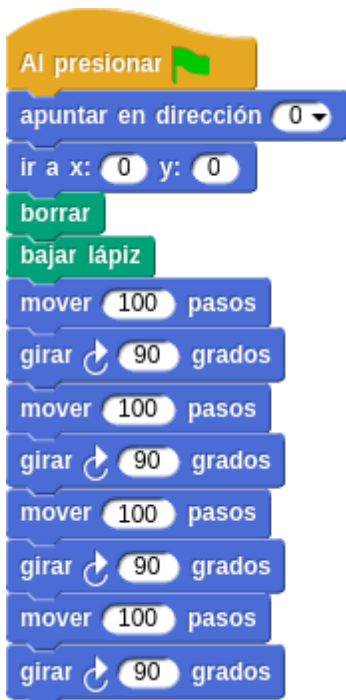 Al presionar
apuntar en dirección 0
ir a x: 0 y: 0
borrar
bajar lápiz
mover 100 pasos
girar 90 grados
mover 100 pasos
girar 90 grados
mover 100 pasos
girar 90 grados
mover 100 pasos
girar 90 grados